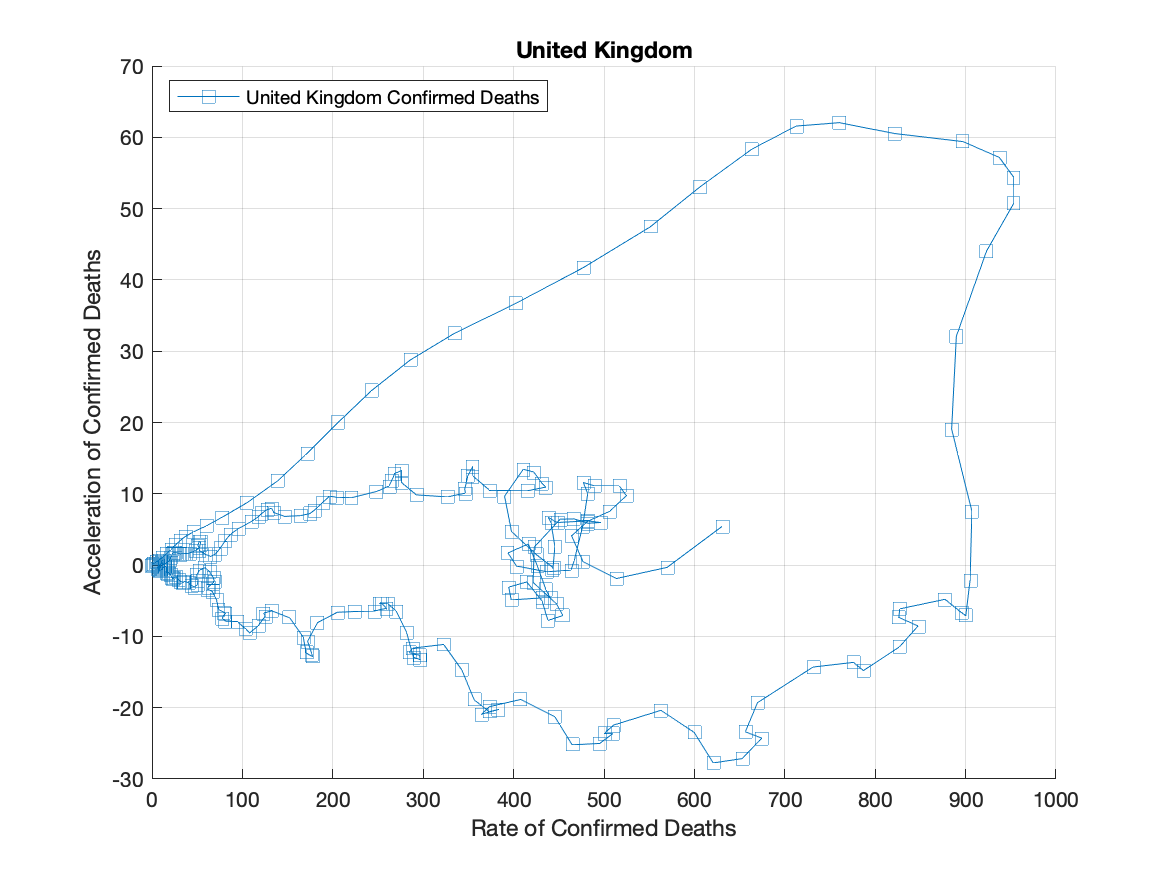 United Kingdom
70
60
50
40
30
20
10
0
-10
-20
-30
United Kingdom Confirmed Deaths
Acceleration of Confirmed Deaths
0 100 200 300 400 500 600 700 800 900 1000
Rate of Confirmed Deaths